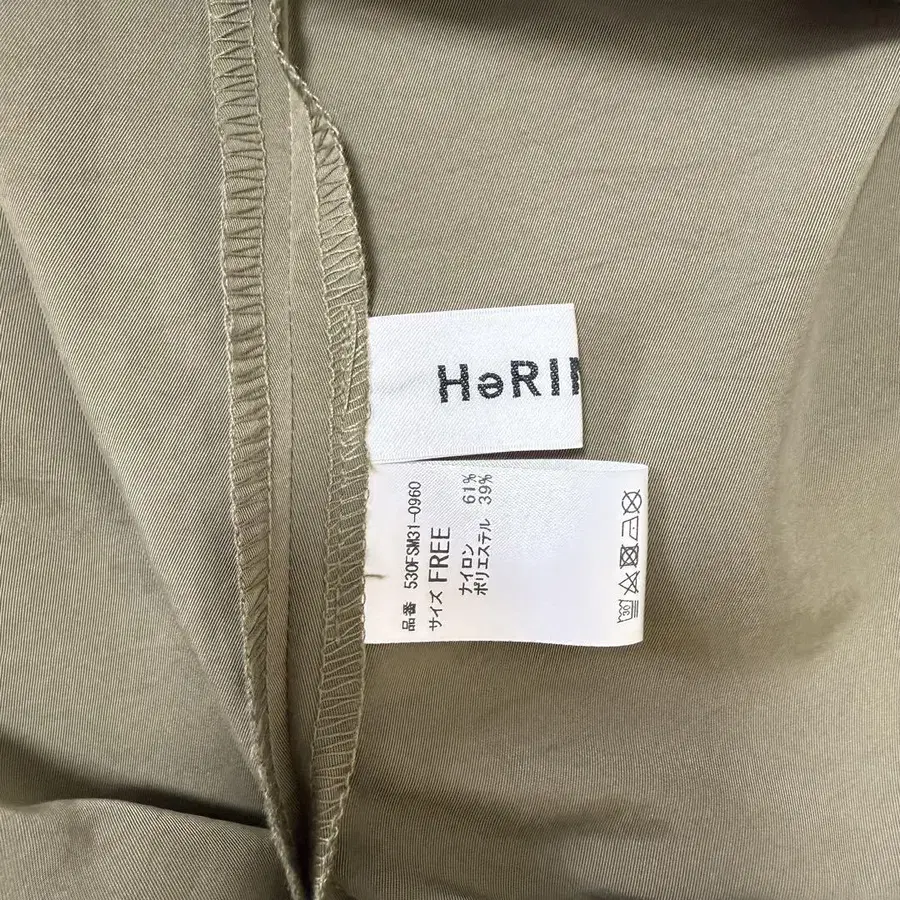 HəRIN
品番 530FSM31-0960
サイズ FREE
ナイロン 61%
ポリエステル 39%
30